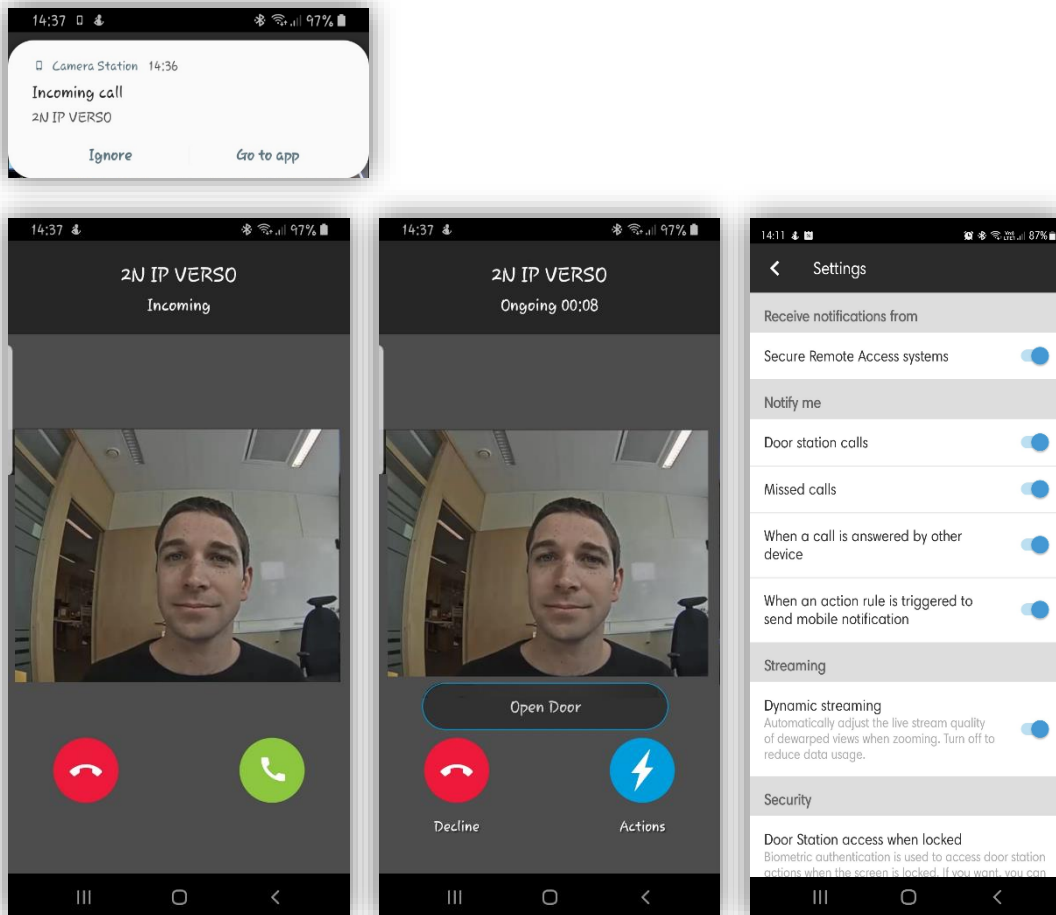 14:37 97%
Camera Station 14:36
Incoming call
2N IP VERSO
Ignore Go to app
14:37 97%
2N IP VERSO
Incoming
14:37 97%
2N IP VERSO
Ongoing 00:08
Open Door
Decline Actions
14:11 87%
Settings
Receive notifications from
Secure Remote Access systems
Notify me
Door station calls
Missed calls
When a call is answered by other
device
When an action rule is triggered to
send mobile notification
Streaming
Dynamic streaming
Automatically adjust the live stream quality
of dewarped views when zooming. Turn off to
reduce data usage.
Security
Door Station access when locked
Biometric authentication is used to access door station
actions when the screen is locked. If you want, you can